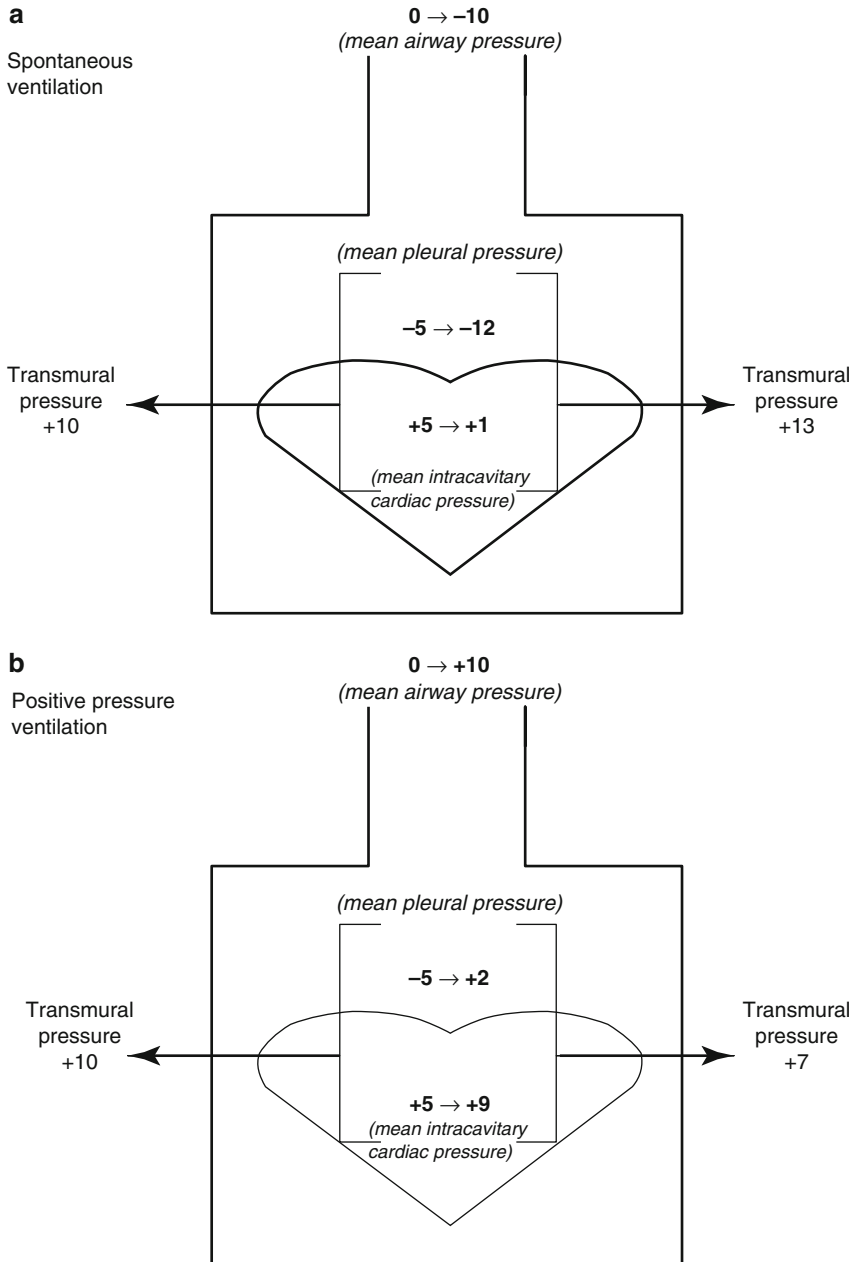 a
0 → –10
(mean airway pressure)
Spontaneous
ventilation
(mean pleural pressure)
–5 → –12
Transmural
pressure
+10
+5 → +1
Transmural
pressure
+13
(mean intracavitary
cardiac pressure)
b
0 → +10
(mean airway pressure)
Positive pressure
ventilation
(mean pleural pressure)
–5 → +2
Transmural
pressure
+10
Transmural
pressure
+7
+5 → +9
(mean intracavitary
cardiac pressure)